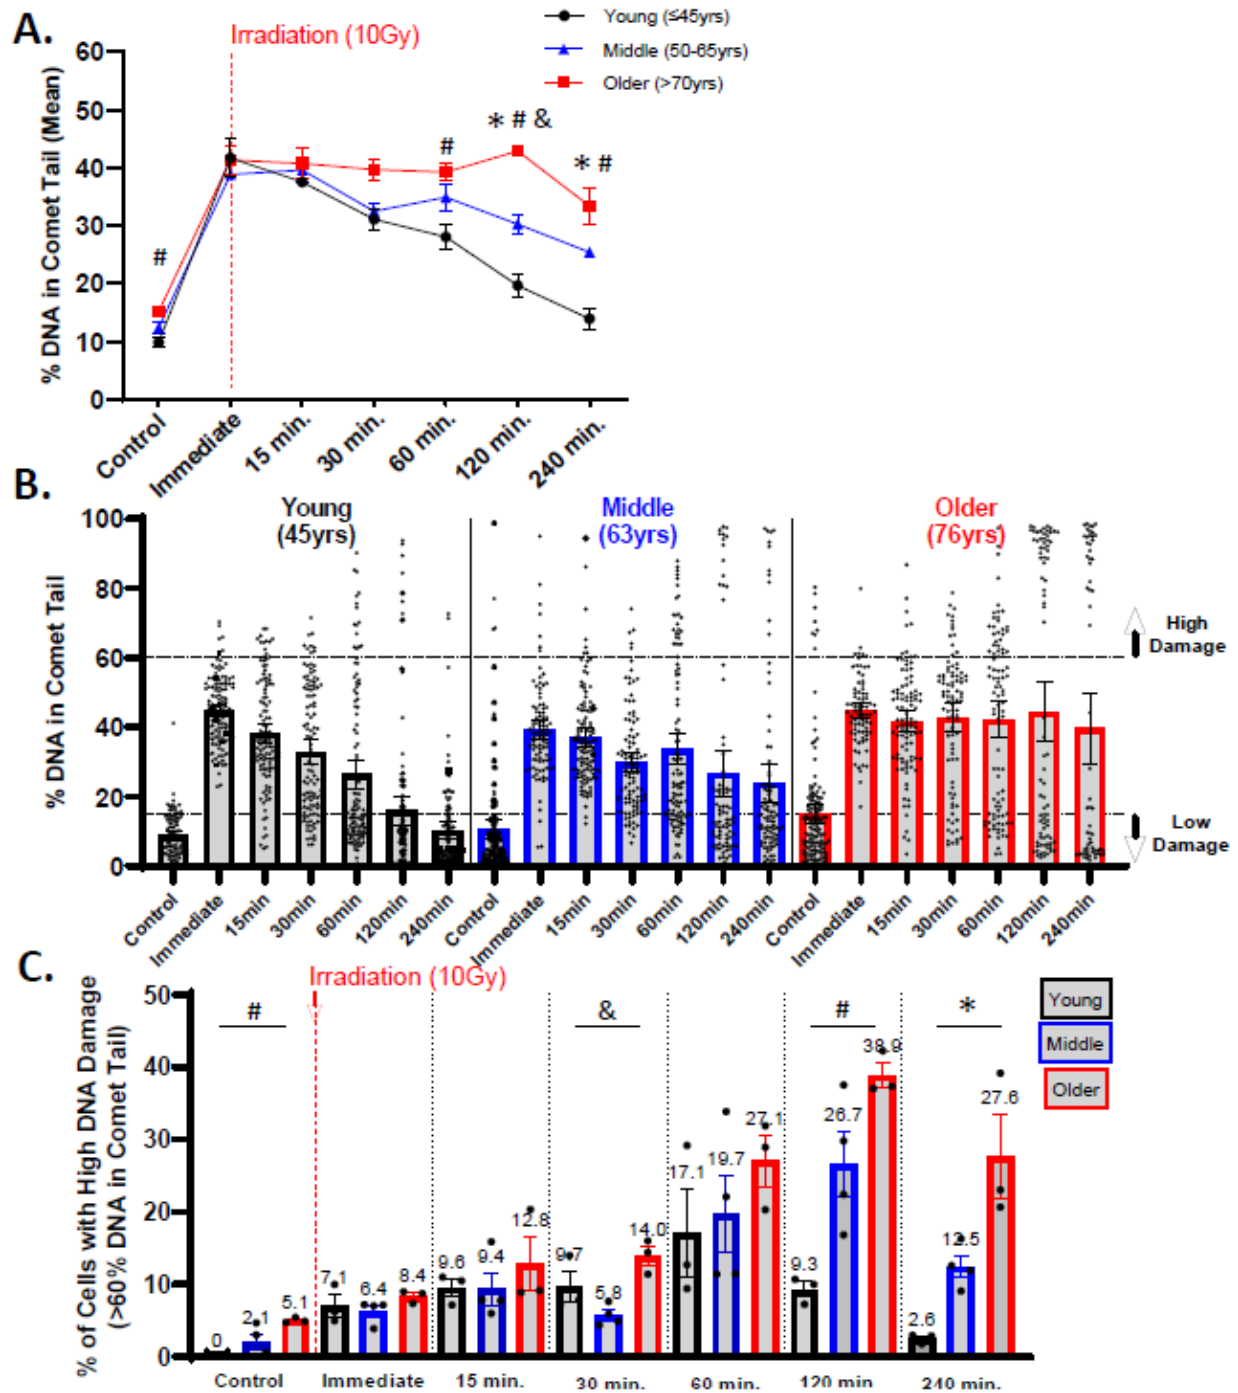 A.
Irradiation (10Gy)
Young (≤45yrs)
Middle (50-65yrs)
Older (>70yrs)
% DNA in Comet Tail (Mean)
60
50
40
30
20
10
0
#
#
* # &
* #
Control
Immediate
15 min.
30 min.
60 min.
120 min.
240 min.
B.
Young
(45yrs)
Middle
(63yrs)
Older
(76yrs)
% DNA in Comet Tail
100
80
60
40
20
0
High
Damage
Low
Damage
Control
Immediate
15min
30min
60min
120min
240min
Control
Immediate
15min
30min
60min
120min
240min
Control
Immediate
15min
30min
60min
120min
240min
C.
Irradiation (10Gy)
% of Cells with High DNA Damage
(>60% DNA in Comet Tail)
50
40
30
20
10
0
#
&
#
*
Young
Middle
Older
0
2.1
5.1
7.1
6.4
8.4
9.6
9.4
12.8
9.7
5.8
14.0
17.1
19.7
27.1
9.3
26.7
38.9
2.6
12.5
27.6
Control
Immediate
15 min.
30 min.
60 min.
120 min
240 min.